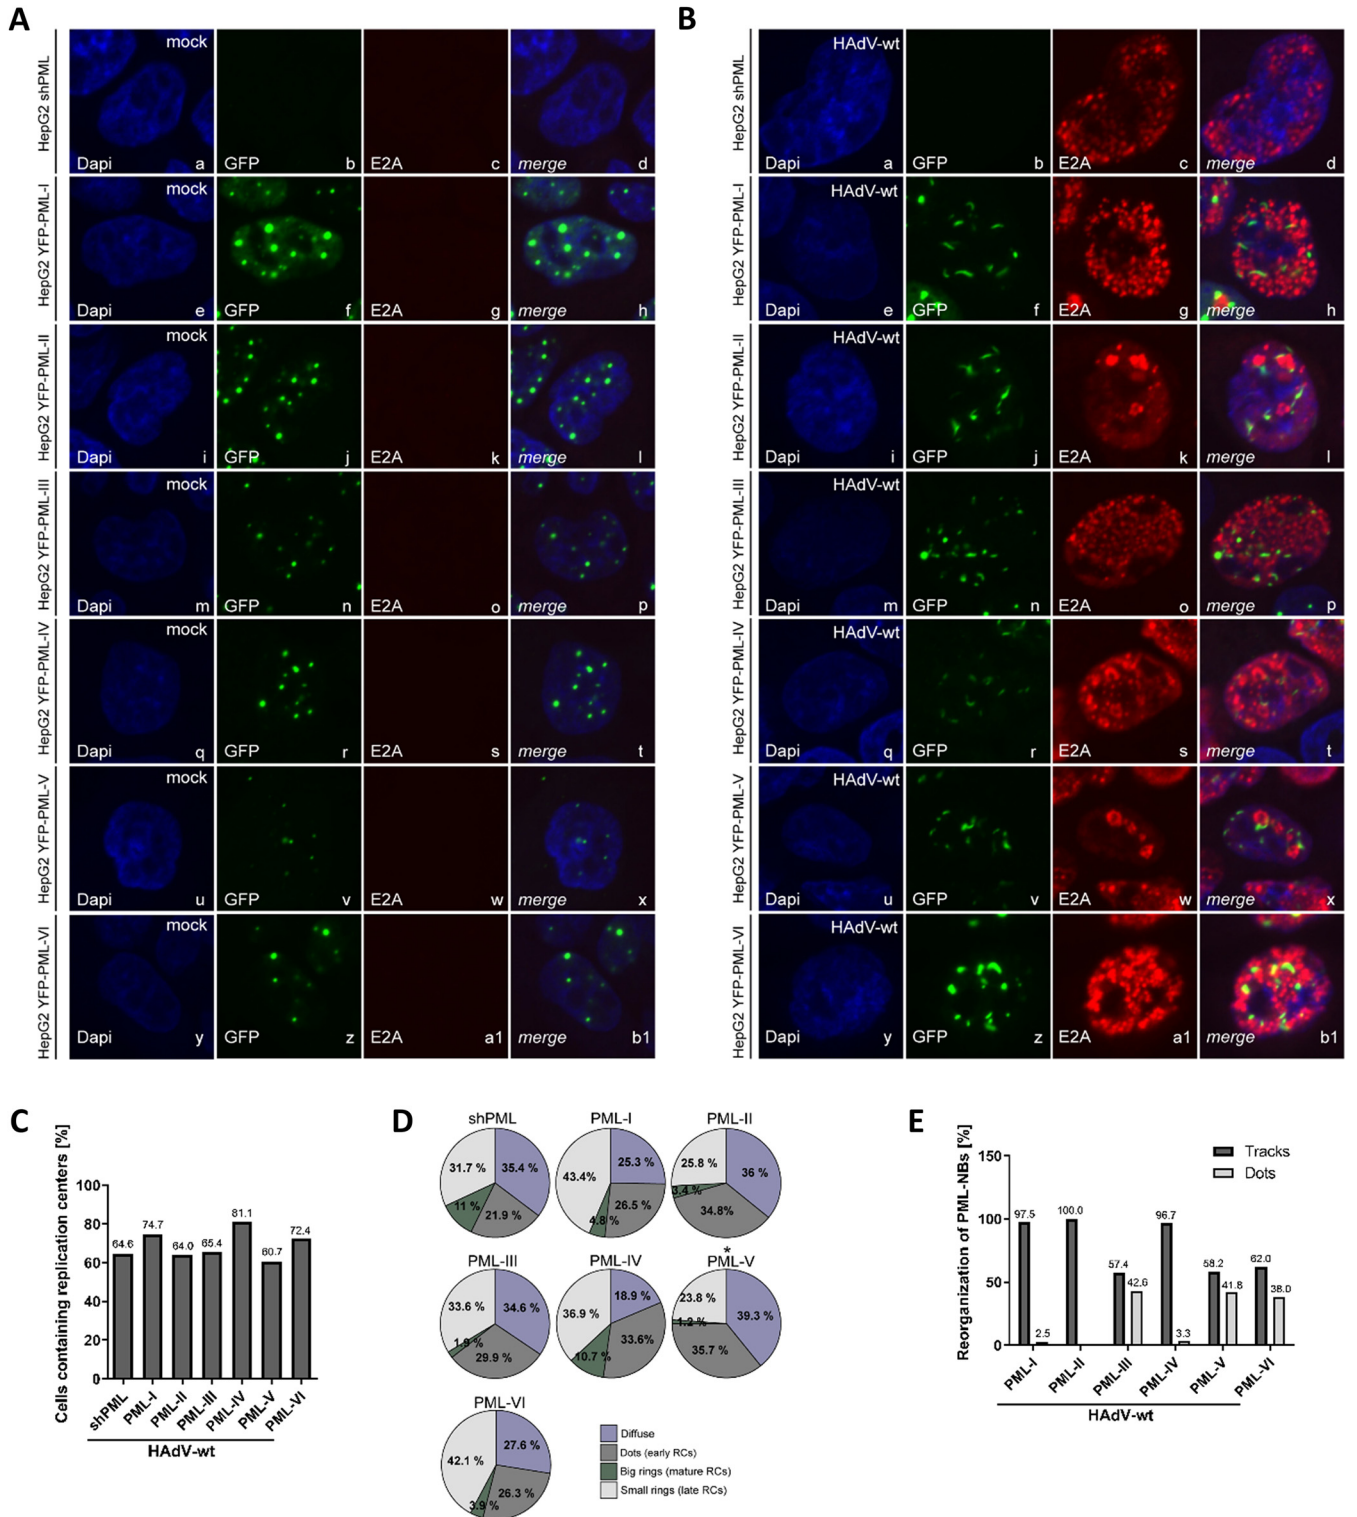 A
HepG2 shPML
mock
Dapi a
GFP b
E2A c
merge d
HepG2 YFP-PML-I
mock
Dapi e
GFP f
E2A g
merge h
HepG2 YFP-PML-II
mock
Dapi i
GFP j
E2A k
merge l
HepG2 YFP-PML-III
mock
Dapi m
GFP n
E2A o
merge p
HepG2 YFP-PML-IV
mock
Dapi q
GFP r
E2A s
merge t
HepG2 YFP-PML-V
mock
Dapi u
GFP v
E2A w
merge x
HepG2 YFP-PML-VI
mock
Dapi y
GFP z
E2A a1
merge b1
B
HepG2 shPML
HAdV-wt
Dapi a
GFP b
E2A c
merge d
HepG2 YFP-PML-I
HAdV-wt
Dapi e
GFP f
E2A g
merge h
HepG2 YFP-PML-II
HAdV-wt
Dapi i
GFP j
E2A k
merge l
HepG2 YFP-PML-III
HAdV-wt
Dapi m
GFP n
E2A o
merge p
HepG2 YFP-PML-IV
HAdV-wt
Dapi q
GFP r
E2A s
merge t
HepG2 YFP-PML-V
HAdV-wt
Dapi u
GFP v
E2A w
merge x
HepG2 YFP-PML-VI
HAdV-wt
Dapi y
GFP z
E2A a1
merge b1
C
Cells containing replication centers [%]
100
80
60
40
20
0
64.6
74.7
64.0
65.4
81.1
60.7
72.4
shPML
PML-I
PML-II
PML-III
PML-IV
PML-V
PML-VI
HAdV-wt
D
shPML
31.7 %
35.4 %
11 %
21.9 %
PML-I
43.4%
25.3 %
4.8 %
26.5 %
PML-II
25.8 %
36 %
3.4 %
34.8%
PML-III
33.6 %
34.6 %
1.9 %
29.9 %
PML-IV
36.9 %
18.9 %
10.7 %
33.6%
*
PML-V
23.8 %
39.3 %
1.2 %
35.7 %
PML-VI
42.1 %
27.6 %
3.9 %
26.3 %
Diffuse
Dots (early RCs)
Big rings (mature RCs)
Small rings (late RCs)
E
Reorganization of PML-NBs [%]
150
100
50
0
Tracks
Dots
97.5
2.5
100.0
57.4
42.6
96.7
3.3
58.2
41.8
62.0
38.0
PML-I
PML-II
PML-III
PML-IV
PML-V
PML-VI
HAdV-wt